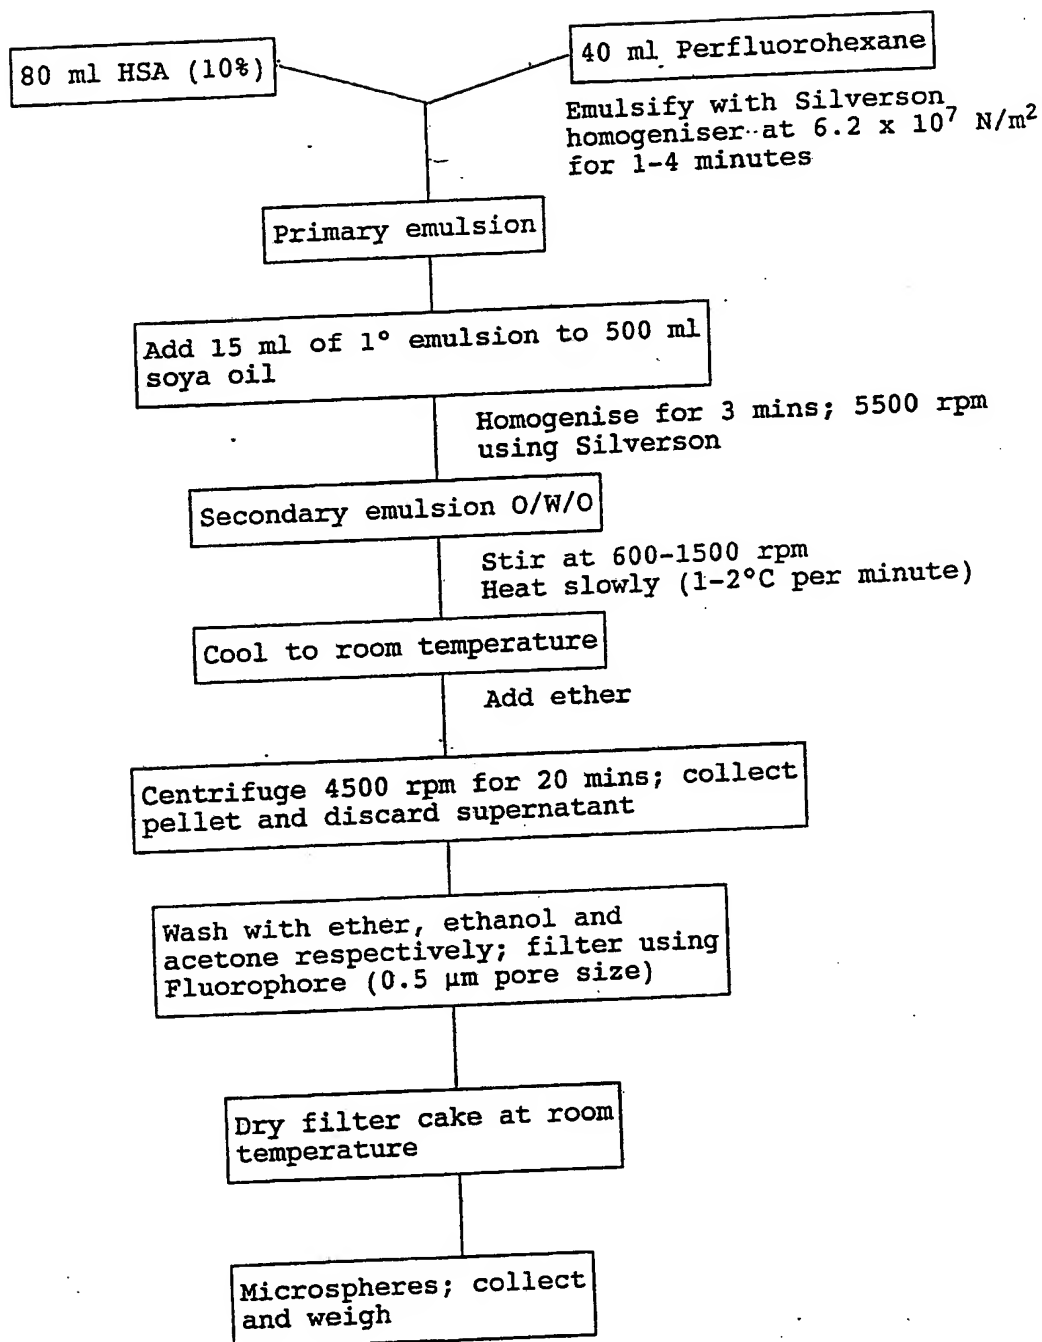 80 ml HSA (10%)
40 ml Perfluorohexane
Emulsify with Silverson
homogeniser at 6.2 x 10⁷ N/m²
for 1-4 minutes
Primary emulsion
Add 15 ml of 1° emulsion to 500 ml
soya oil
Homogenise for 3 mins; 5500 rpm
using Silverson
Secondary emulsion O/W/O
Stir at 600-1500 rpm
Heat slowly (1-2°C per minute)
Cool to room temperature
Add ether
Centrifuge 4500 rpm for 20 mins; collect
pellet and discard supernatant
Wash with ether, ethanol and
acetone respectively; filter using
Fluorophore (0.5 µm pore size)
Dry filter cake at room
temperature
Microspheres; collect
and weigh